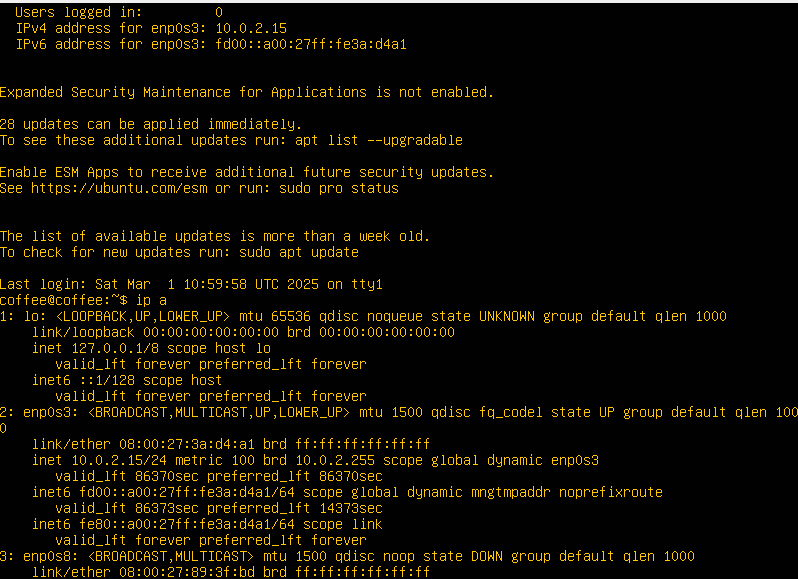 Users logged in: 0
IPv4 address for enp0s3: 10.0.2.15
IPv6 address for enp0s3: fd00::a00:27ff:fe3a:d4a1
Expanded Security Maintenance for Applications is not enabled.
28 updates can be applied immediately.
To see these additional updates run: apt list --upgradable
Enable ESM Apps to receive additional future security updates.
See https://ubuntu.com/esm or run: sudo pro status
The list of available updates is more than a week old.
To check for new updates run: sudo apt update
Last login: Sat Mar  1 10:59:58 UTC 2025 on tty1
coffee@coffee:~$ ip a
1: lo: <LOOPBACK,UP,LOWER_UP> mtu 65536 qdisc noqueue state UNKNOWN group default qlen 1000
link/loopback 00:00:00:00:00:00 brd 00:00:00:00:00:00
inet 127.0.0.1/8 scope host lo
valid_lft forever preferred_lft forever
inet6 ::1/128 scope host
valid_lft forever preferred_lft forever
2: enp0s3: <BROADCAST,MULTICAST,UP,LOWER_UP> mtu 1500 qdisc fq_codel state UP group default qlen 100
0
link/ether 08:00:27:3a:d4:a1 brd ff:ff:ff:ff:ff:ff
inet 10.0.2.15/24 metric 100 brd 10.0.2.255 scope global dynamic enp0s3
valid_lft 86370sec preferred_lft 86370sec
inet6 fd00::a00:27ff:fe3a:d4a1/64 scope global dynamic mngtmpaddr noprefixroute
valid_lft 86373sec preferred_lft 14373sec
inet6 fe80::a00:27ff:fe3a:d4a1/64 scope link
valid_lft forever preferred_lft forever
3: enp0s8: <BROADCAST,MULTICAST> mtu 1500 qdisc noop state DOWN group default qlen 1000
link/ether 08:00:27:89:3f:bd brd ff:ff:ff:ff:ff:ff